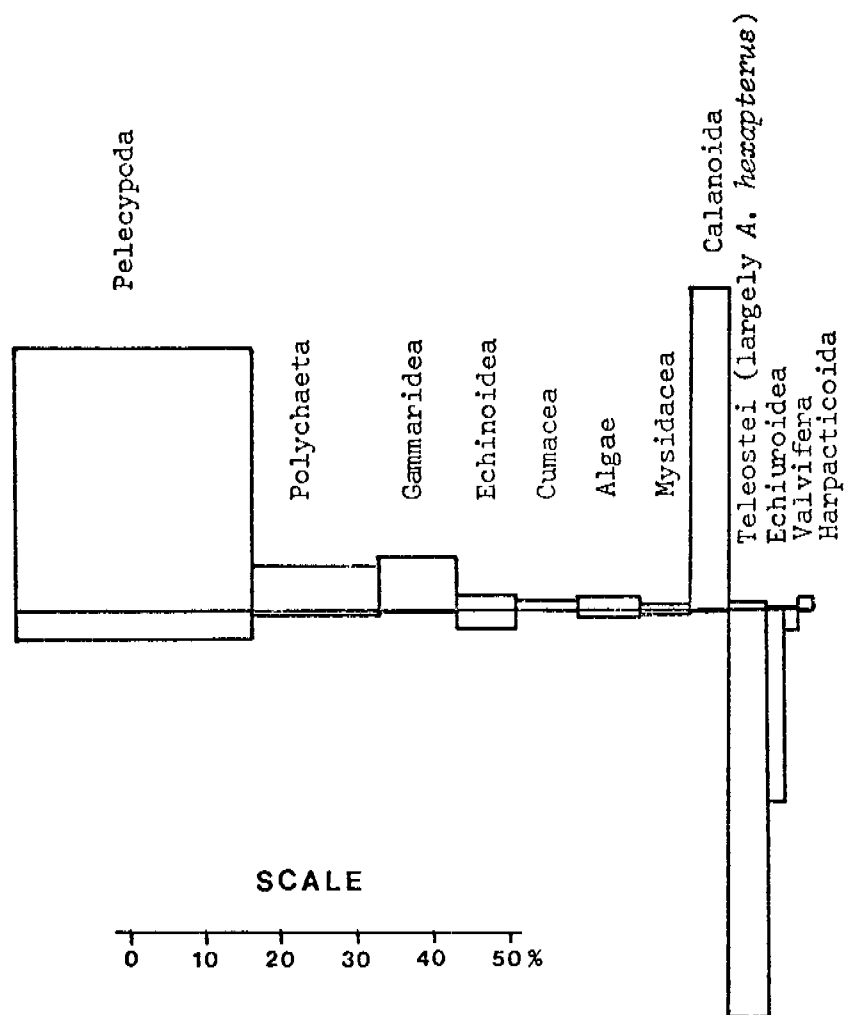 Pelecypoda
Polychaeta
Gammaridea
Echinoidea
Cumacea
Algae
Mysidacea
Calanoida
Teleostei (largely A. hexapterus)
Echiuroidea
Valvifera
Harpacticoida
SCALE
0 10 20 30 40 50%